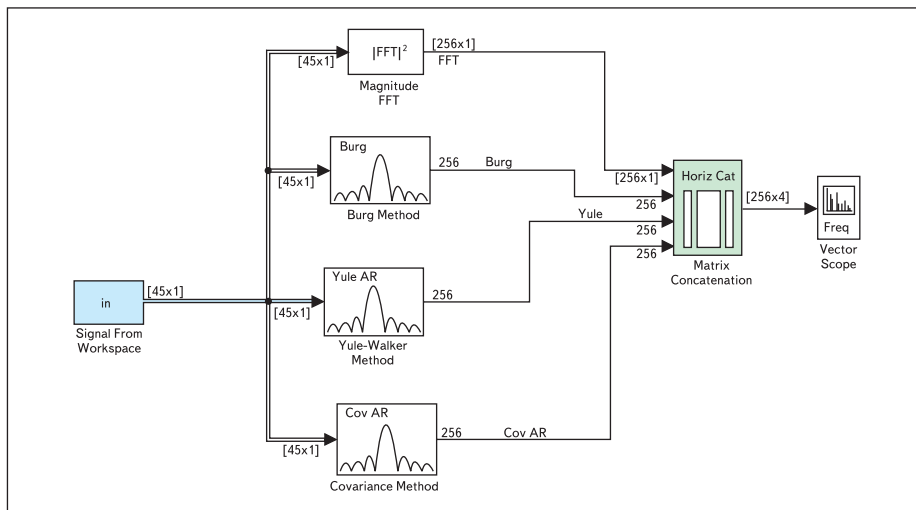 [45x1]
|FFT|²
Magnitude
FFT
[256x1]
FFT
[45x1]
Burg
Burg Method
256
Burg
[256x1]
256
256
256
Horiz Cat
Matrix
Concatenation
[256x4]
Freq
Vector
Scope
Yule
in
Signal From
Workspace
[45x1]
[45x1]
Yule AR
Yule-Walker
Method
256
[45x1]
Cov AR
Covariance Method
256
Cov AR